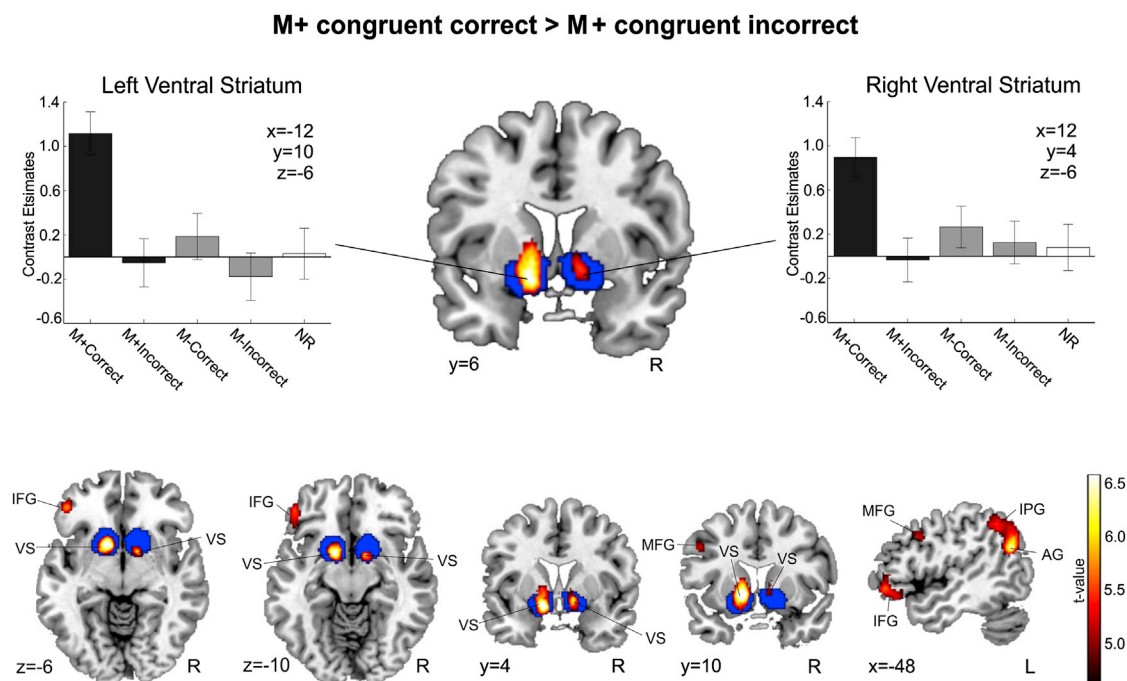 M+ congruent correct > M+ congruent incorrect
Left Ventral Striatum
Contrast Etsimates
1.4
1.0
0.6
0.2
-0.2
-0.6
x=-12
y=10
z=-6
M+Correct
M+Incorrect
M-Correct
M-Incorrect
NR
y=6
R
Right Ventral Striatum
Contrast Etsimates
1.4
1.0
0.6
0.2
-0.2
-0.6
x=12
y=4
z=-6
M+Correct
M+Incorrect
M-Correct
M-Incorrect
NR
IFG
VS
VS
z=-6
R
IFG
VS
VS
z=-10
R
VS
VS
y=4
R
MFG
VS
VS
y=10
R
MFG
IPG
AG
IFG
x=-48
L
t-value
6.5
6.0
5.5
5.0